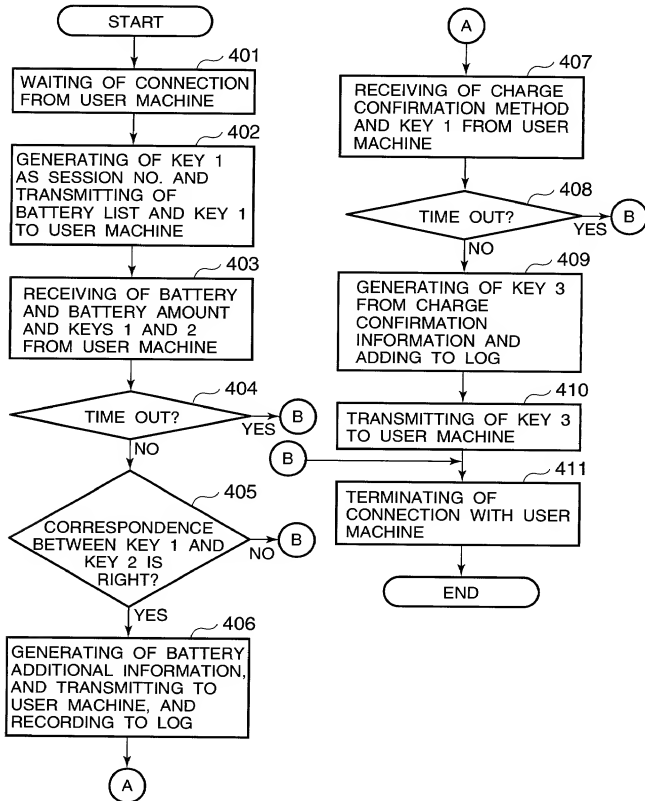 START
401
WAITING OF CONNECTION
FROM USER MACHINE
402
GENERATING OF KEY 1
AS SESSION NO. AND
TRANSMITTING OF
BATTERY LIST AND KEY 1
TO USER MACHINE
403
RECEIVING OF BATTERY
AND BATTERY AMOUNT
AND KEYS 1 AND 2
FROM USER MACHINE
404
TIME OUT?
YES
B
NO
405
CORRESPONDENCE
BETWEEN KEY 1 AND
KEY 2 IS
RIGHT?
NO
B
YES
406
GENERATING OF BATTERY
ADDITIONAL INFORMATION,
AND TRANSMITTING TO
USER MACHINE, AND
RECORDING TO LOG
A
A
407
RECEIVING OF CHARGE
CONFIRMATION METHOD
AND KEY 1 FROM USER
MACHINE
408
TIME OUT?
YES
B
NO
409
GENERATING OF KEY 3
FROM CHARGE
CONFIRMATION
INFORMATION AND
ADDING TO LOG
410
TRANSMITTING OF KEY 3
TO USER MACHINE
B
411
TERMINATING OF
CONNECTION WITH USER
MACHINE
END